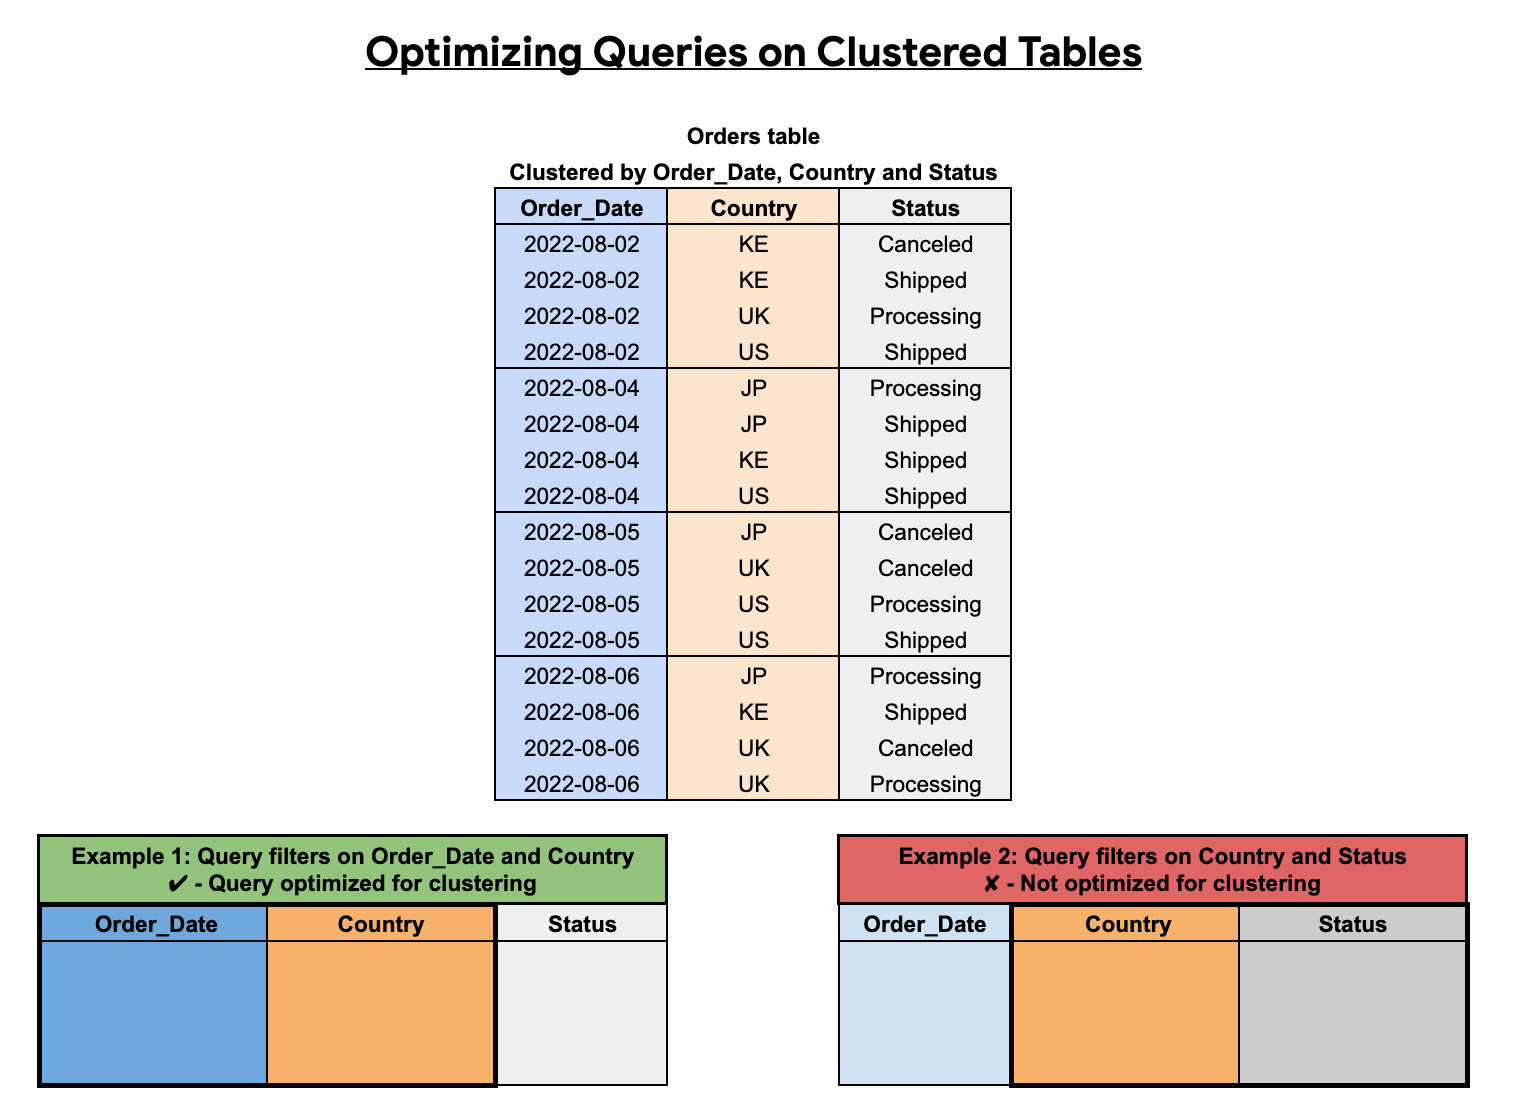 Optimizing Queries on Clustered Tables
Orders table
Clustered by Order_Date, Country and Status
Order_Date Country Status
2022-08-02 KE Canceled
2022-08-02 KE Shipped
2022-08-02 UK Processing
2022-08-02 US Shipped
2022-08-04 JP Processing
2022-08-04 JP Shipped
2022-08-04 KE Shipped
2022-08-04 US Shipped
2022-08-05 JP Canceled
2022-08-05 UK Canceled
2022-08-05 US Processing
2022-08-05 US Shipped
2022-08-06 JP Processing
2022-08-06 KE Shipped
2022-08-06 UK Canceled
2022-08-06 UK Processing
Example 1: Query filters on Order_Date and Country
✔ - Query optimized for clustering
Order_Date Country Status
Example 2: Query filters on Country and Status
✘ - Not optimized for clustering
Order_Date Country Status